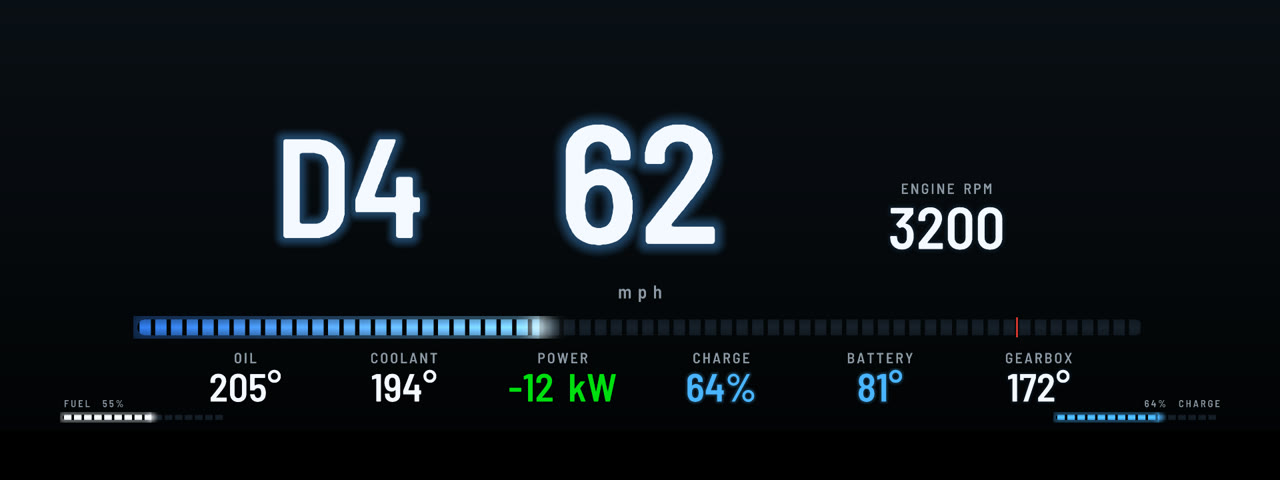 D4 62
ENGINE RPM
3200
mph
OIL COOLANT POWER CHARGE BATTERY GEARBOX
205° 194° -12 kW 64% 81° 172°
FUEL 55% 64% CHARGE